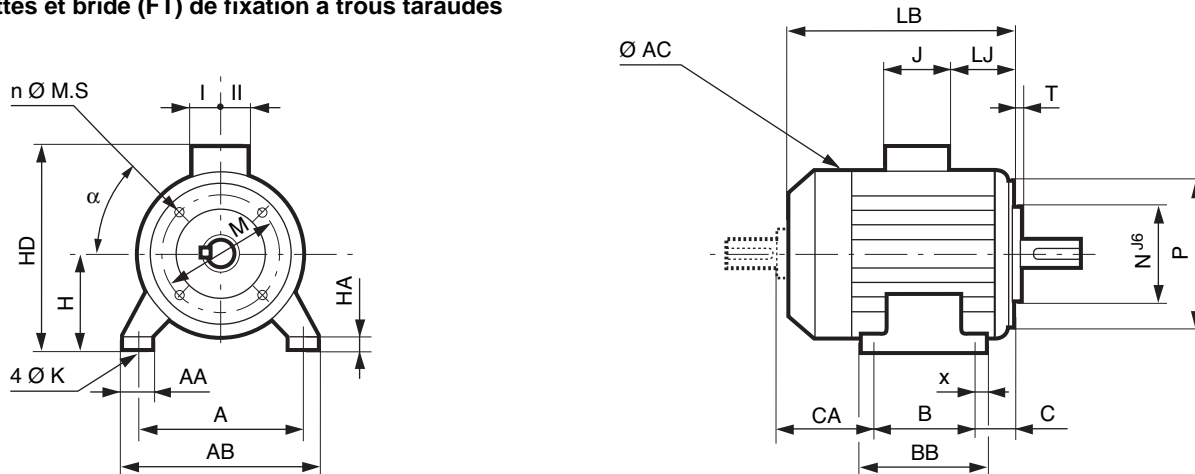 ttes et bride (FT) de fixation à trous taraudés
n Ø M.S
I
II
HD
α
H
M
HA
4 Ø K
AA
A
AB
LB
Ø AC
J
LJ
T
N J6
P
x
CA
B
C
BB